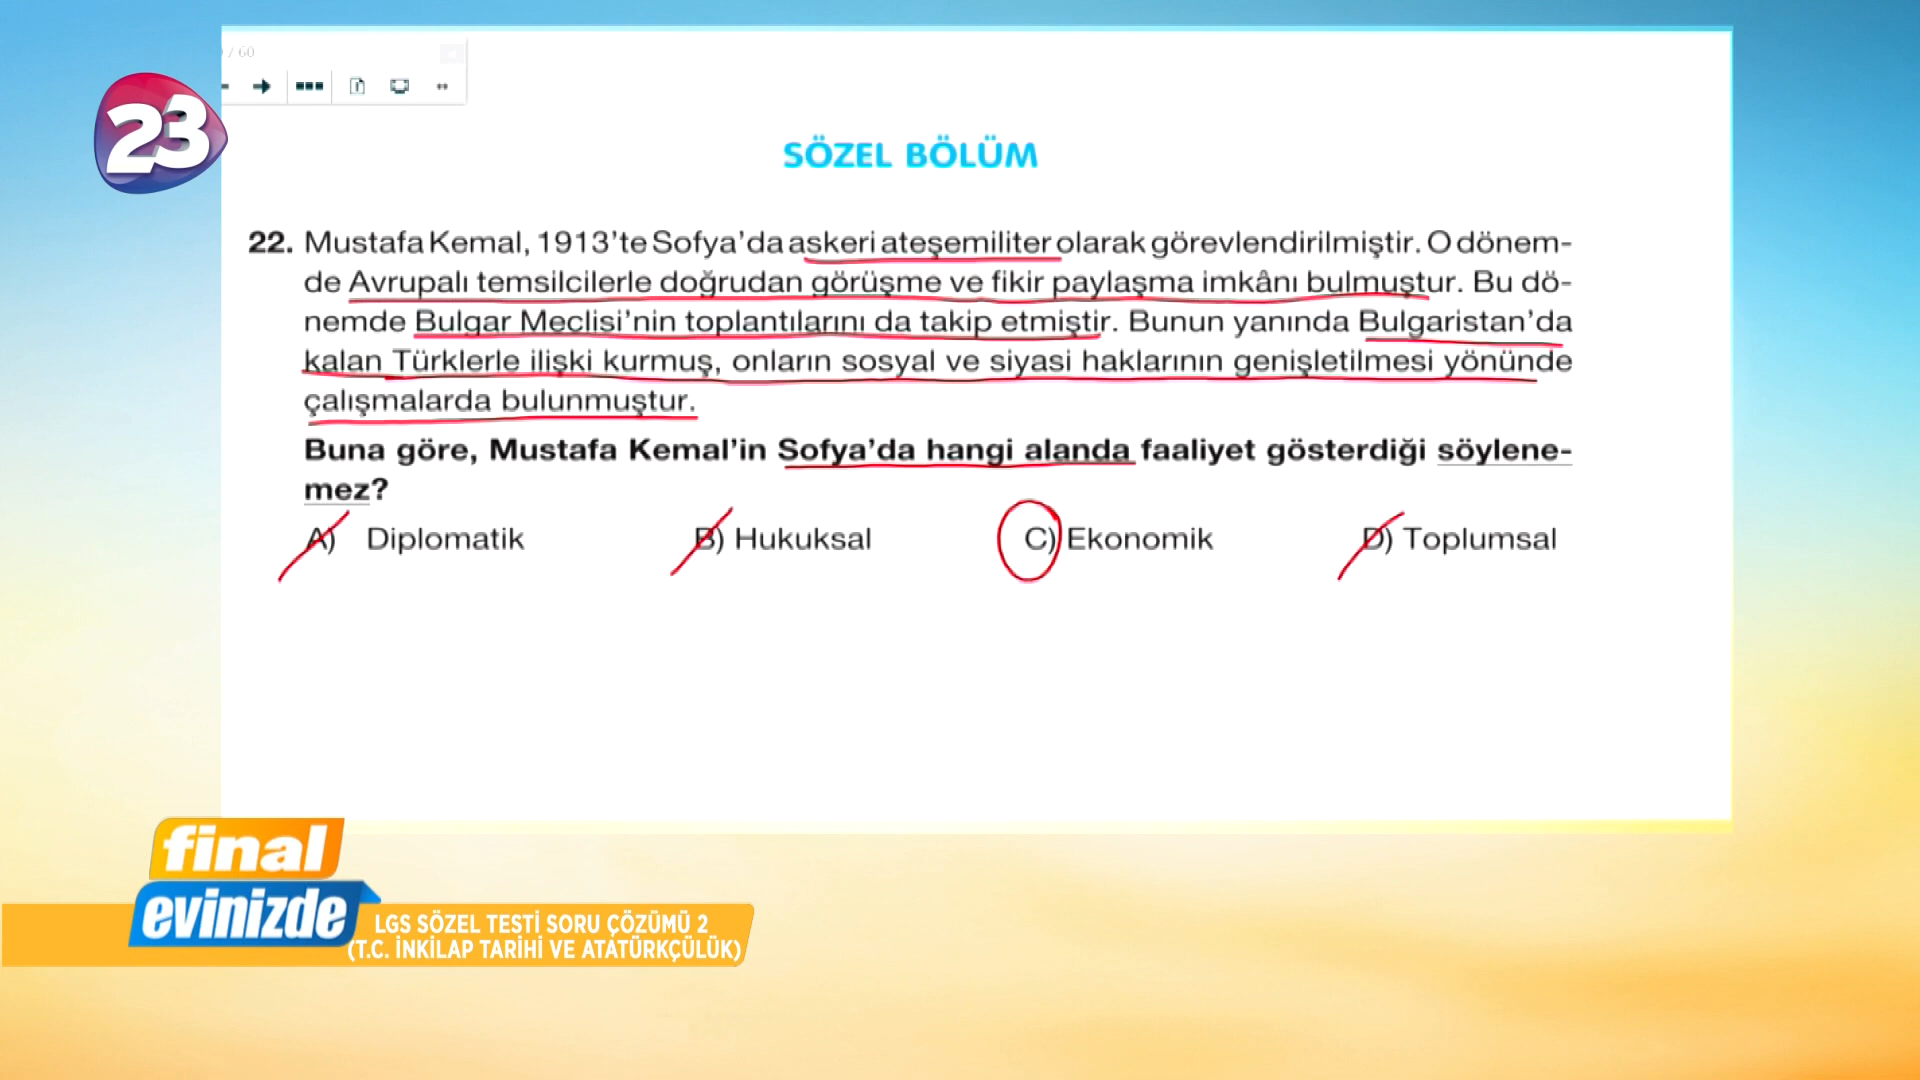 / 60
23
SÖZEL BÖLÜM
22. Mustafa Kemal, 1913’te Sofya’da askeri ateşemiliter olarak görevlendirilmiştir. O dönem-
de Avrupalı temsilcilerle doğrudan görüşme ve fikir paylaşma imkânı bulmuştur. Bu dö-
nemde Bulgar Meclisi’nin toplantılarını da takip etmiştir. Bunun yanında Bulgaristan’da
kalan Türklerle ilişki kurmuş, onların sosyal ve siyasi haklarının genişletilmesi yönünde
çalışmalarda bulunmuştur.
Buna göre, Mustafa Kemal’in Sofya’da hangi alanda faaliyet gösterdiği söylene-
mez?
A) Diplomatik B) Hukuksal C) Ekonomik D) Toplumsal
final
evinizde
LGS SÖZEL TESTİ SORU ÇÖZÜMÜ 2
(T.C. İNKİLAP TARİHİ VE ATATÜRKÇÜLÜK)